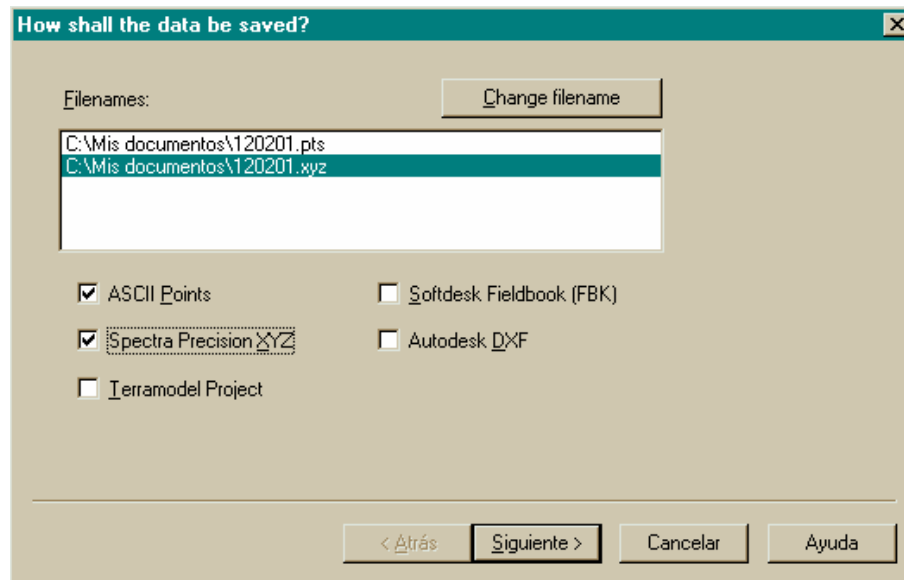 How shall the data be saved?
Filenames:
Change filename
C:\Mis documentos\120201.pts
C:\Mis documentos\120201.xyz
ASCII Points
Softdesk Fieldbook (FBK)
Spectra Precision XYZ
Autodesk DXF
Terramodel Project
< Atrás
Siguiente >
Cancelar
Ayuda